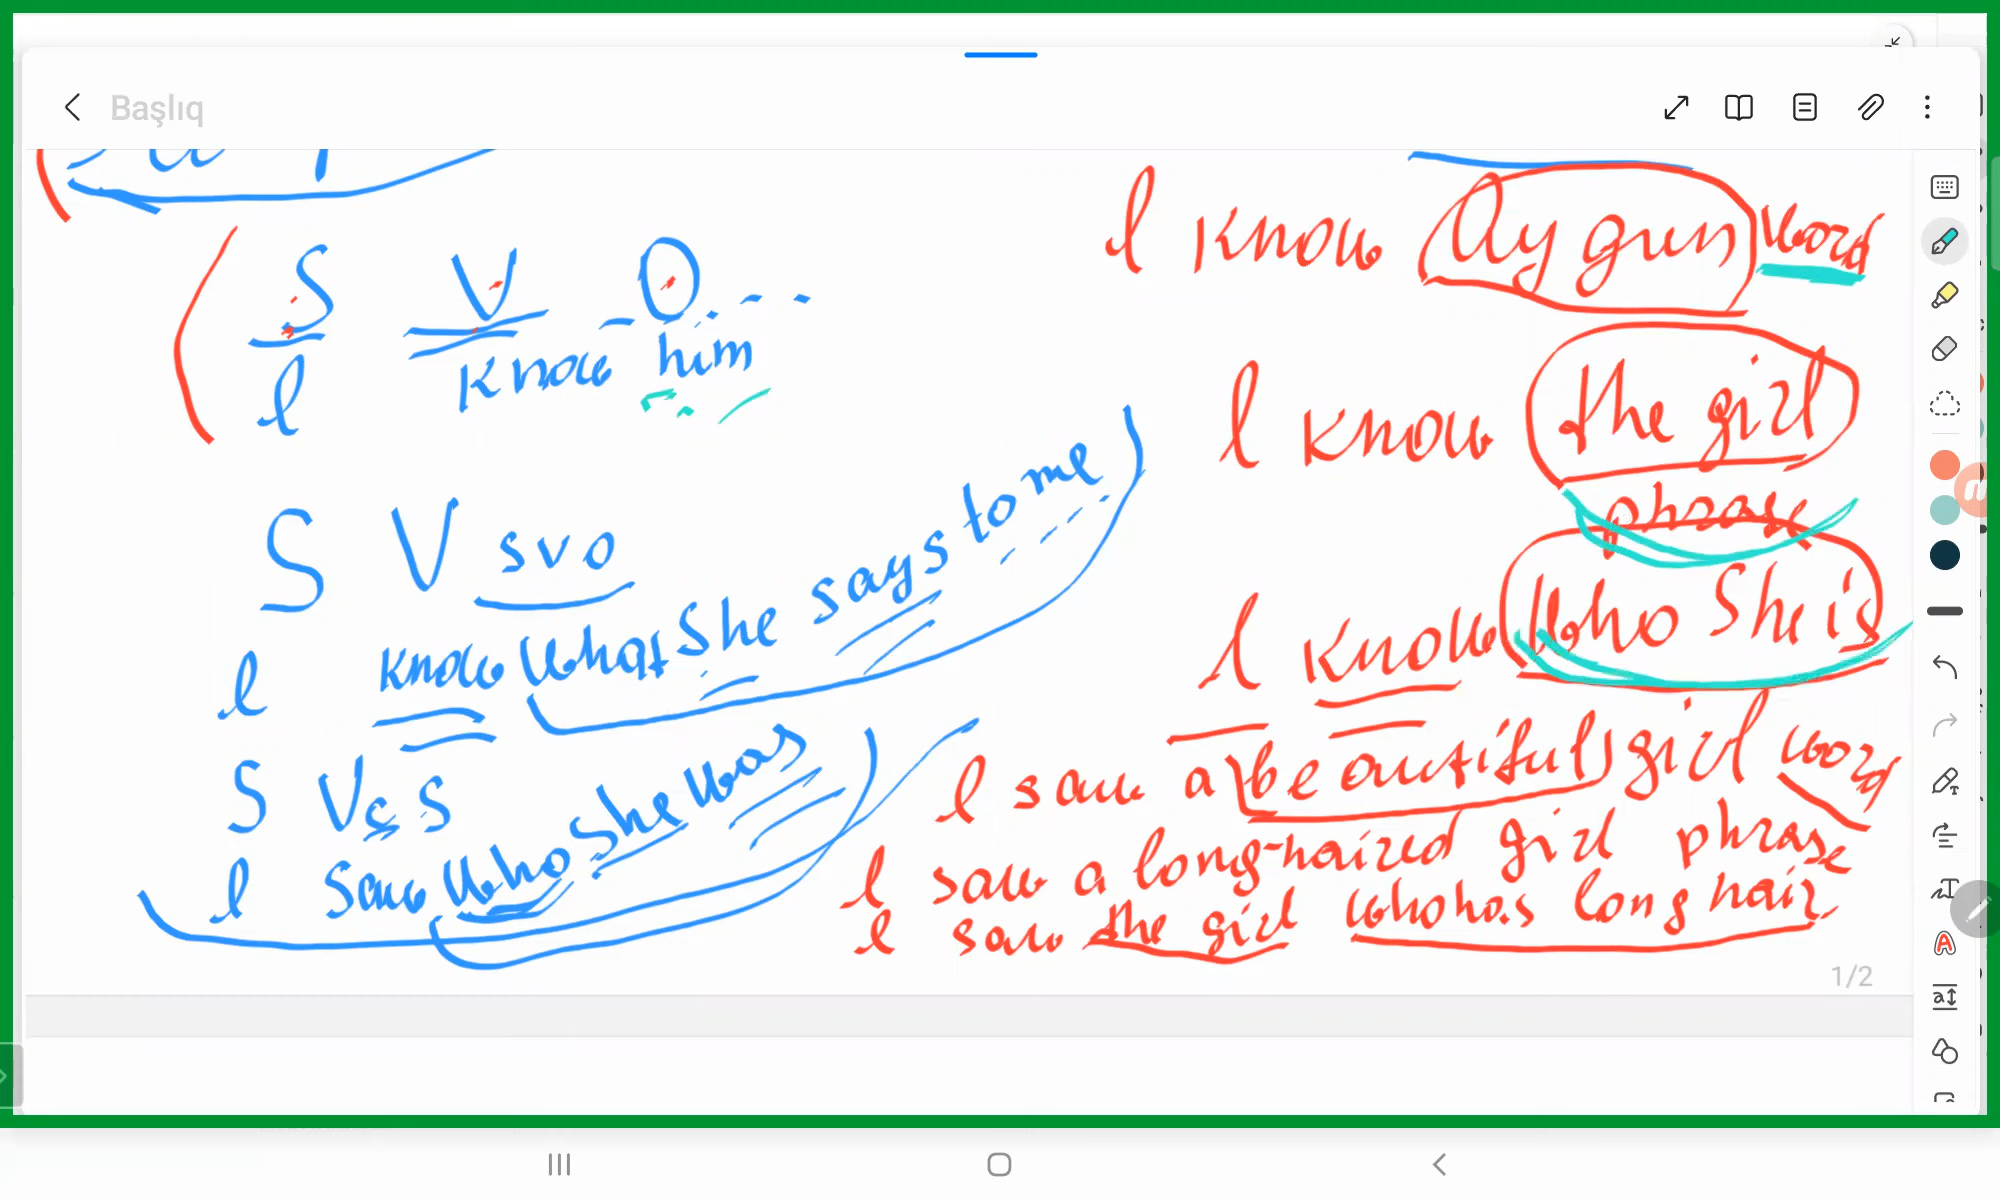 Başlıq
S V O
I know him
S V SVO
I know what she says to me
S V S
I saw who she was
I know Aygun word
I know the girl
phrase
I know who she is
I saw a beautiful girl word
I saw a long-haired girl phrase
I saw the girl who has long hair.
1/2